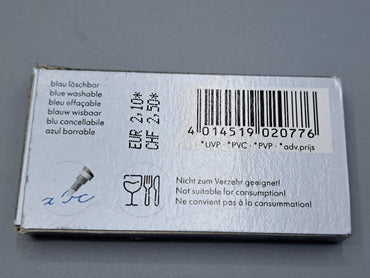 blau löschbar
blue washable
bleu effaçable
blauw wisbaar
blu cancellabile
azul borrable
EUR 2,10*
CHF 2,50*
4 014519 020776
*UVP · *PVC · *PVP · *adv.prijs
abc
Nicht zum Verzehr geeignet!
Not suitable for consumption!
Ne convient pas à la consummation!